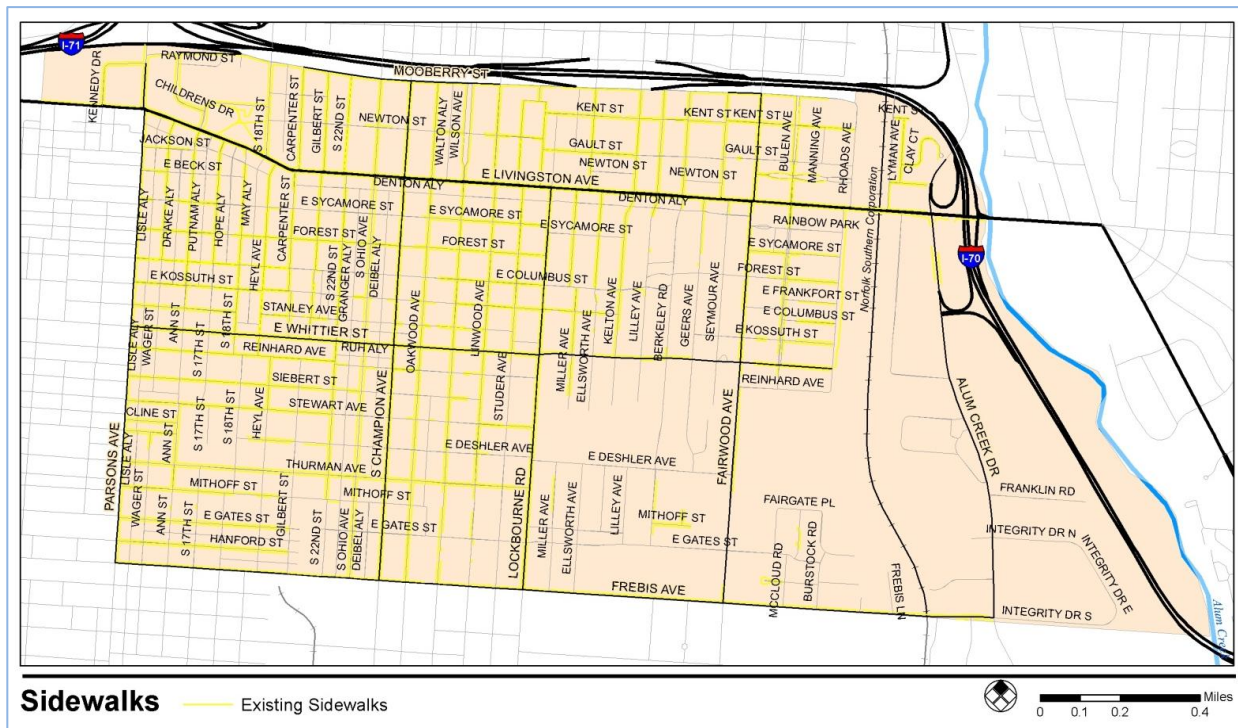 I-71
KENNEDY DR
RAYMOND ST
MOOBERRY ST
CHILDRENS DR
S 18TH ST
CARPENTER ST
GILBERT ST
S 22ND ST
NEWTON ST
WALTON ALY
WILSON AVE
KENT ST
KENT ST
KENT ST
KENT ST
GAULT ST
GAULT ST
NEWTON ST
NEWTON ST
BULEN AVE
MANNING AVE
RHOADS AVE
LYMAN AVE
CLAY CT
JACKSON ST
E BECK ST
E LIVINGSTON AVE
DENTON ALY
DENTON ALY
LISLE ALY
DRAKE ALY
PUTNAM ALY
HOPE ALY
MAY ALY
HEYL AVE
CARPENTER ST
E SYCAMORE ST
E SYCAMORE ST
E SYCAMORE ST
E SYCAMORE ST
RAINBOW PARK
Norfolk Southern Corporation
FOREST ST
FOREST ST
FOREST ST
S 22ND ST
GRANGER ALY
S OHIO AVE
DEIBEL ALY
I-70
E KOSSUTH ST
E COLUMBUS ST
E FRANKFORT ST
E COLUMBUS ST
E KOSSUTH ST
STANLEY AVE
E WHITTIER ST
LISLE ALY
WAGER ST
ANN ST
S 17TH ST
S 18TH ST
REINHARD AVE
RUH ALY
OAKWOOD AVE
LINWOOD AVE
STUDER AVE
MILLER AVE
ELLSWORTH AVE
KELTON AVE
LILLEY AVE
BERKELEY RD
GEERS AVE
SEYMOUR AVE
REINHARD AVE
SIEBERT ST
STEWART AVE
CLINE ST
ANN ST
S 17TH ST
S 18TH ST
HEYL AVE
S CHAMPION AVE
E DESHLER AVE
E DESHLER AVE
FAIRWOOD AVE
ALUM CREEK DR
PARSONS AVE
LISLE ALY
THURMAN AVE
MITHOFF ST
MITHOFF ST
MITHOFF ST
WAGER ST
ANN ST
S 17TH ST
E GATES ST
E GATES ST
E GATES ST
HANFORD ST
GILBERT ST
S 22ND ST
S OHIO AVE
DEIBEL ALY
LOCKBOURNE RD
MILLER AVE
ELLSWORTH AVE
LILLEY AVE
FAIRGATE PL
FRANKLIN RD
INTEGRITY DR N
INTEGRITY DR E
INTEGRITY DR S
FREBIS AVE
MCCLOUD RD
BURSTOCK RD
FREBIS LN
Sidewalks
Existing Sidewalks
Miles
0 0.1 0.2 0.4